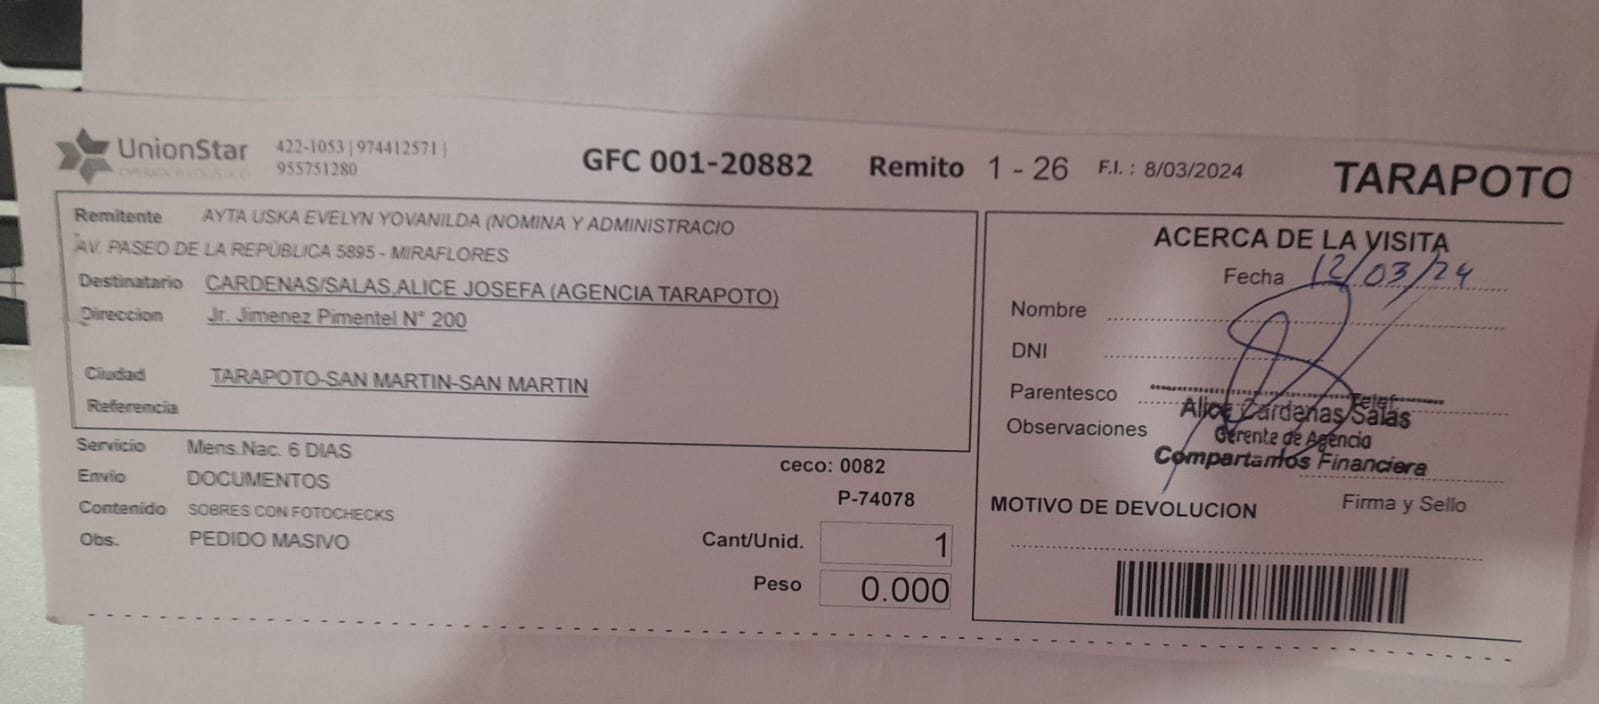 UnionStar
OPERADOR LOGISTICO
422-1053 | 974412571 |
955751280
GFC 001-20882
Remito 1 - 26
F.I. : 8/03/2024
TARAPOTO
Remitente AYTA USKA EVELYN YOVANILDA (NOMINA Y ADMINISTRACIO
AV. PASEO DE LA REPÚBLICA 5895 - MIRAFLORES
Destinatario CARDENAS/SALAS,ALICE JOSEFA (AGENCIA TARAPOTO)
Direccion Jr. Jimenez Pimentel N° 200
Ciudad TARAPOTO-SAN MARTIN-SAN MARTIN
Referencia
Servicio Mens.Nac. 6 DIAS
Envio DOCUMENTOS
Contenido SOBRES CON FOTOCHECKS
Obs. PEDIDO MASIVO
ceco: 0082
P-74078
Cant/Unid. 1
Peso 0.000
ACERCA DE LA VISITA
Fecha 12/03/24
Nombre
DNI
Parentesco Telef
Alice Cardenas Salas
Observaciones Gerente de Agencia
Compartamos Financiera
Firma y Sello
MOTIVO DE DEVOLUCION